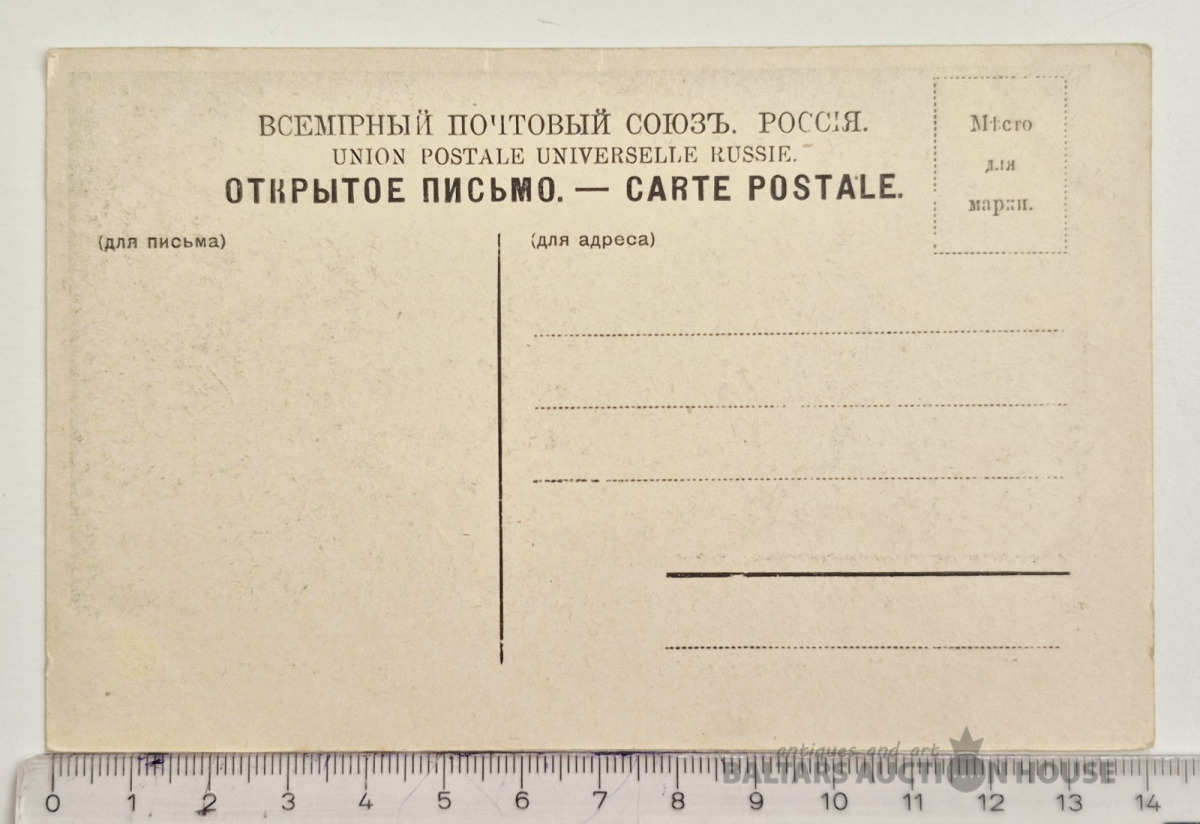 ВСЕМІРНЫЙ ПОЧТОВЫЙ СОЮЗЪ. РОССІЯ.
UNION POSTALE UNIVERSELLE RUSSIE.
ОТКРЫТОЕ ПИСЬМО. — CARTE POSTALE.
Мѣсто
для
марки.
(для письма)
(для адреса)
antiques and art
BALTARS AUCTION HOUSE
0 1 2 3 4 5 6 7 8 9 10 11 12 13 14